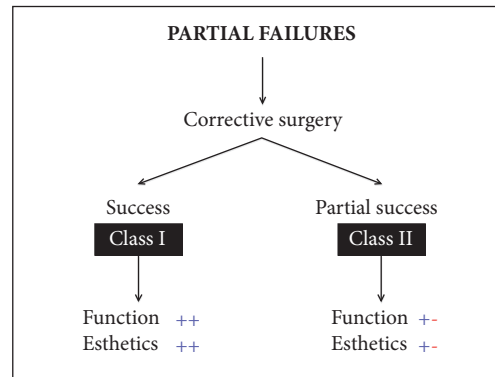 PARTIAL FAILURES
Corrective surgery
Success
Class I
Function ++
Esthetics ++
Partial success
Class II
Function +-
Esthetics +-